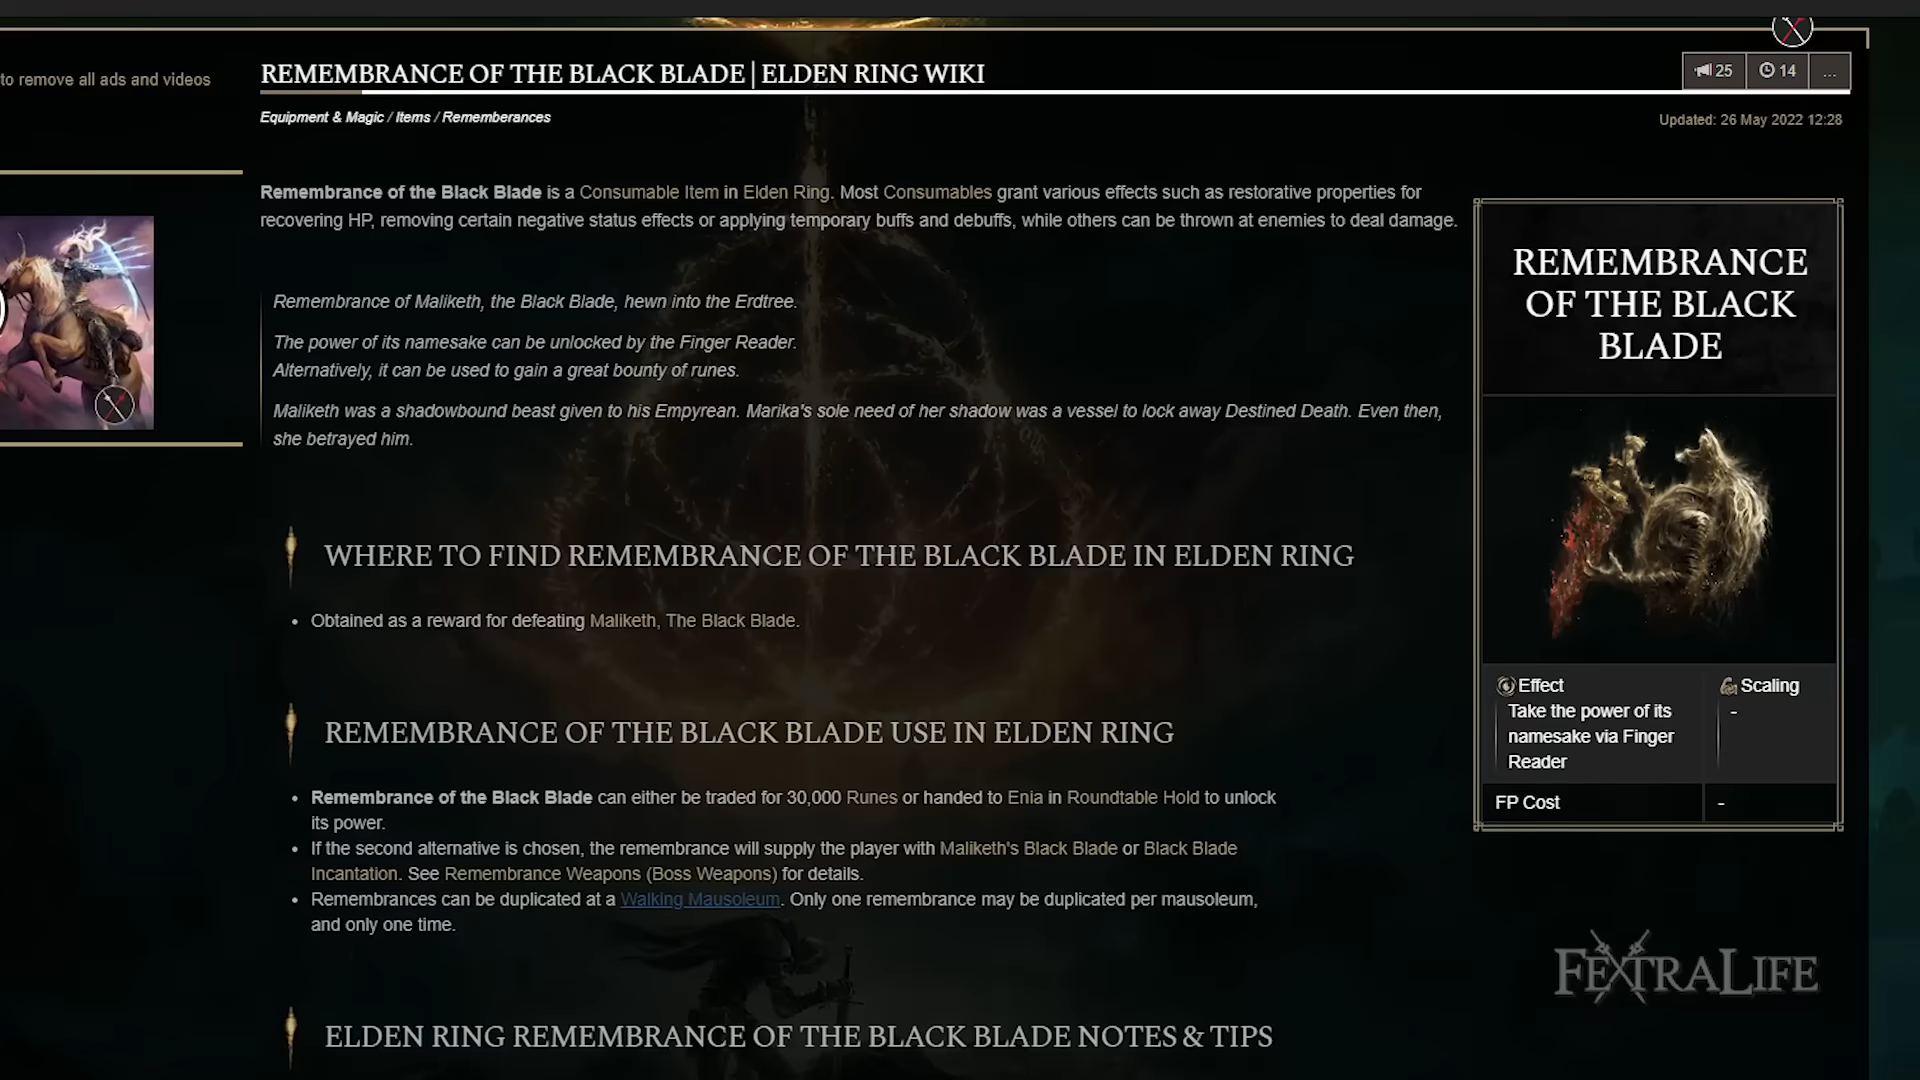 to remove all ads and videos
REMEMBRANCE OF THE BLACK BLADE | ELDEN RING WIKI
25
14
...
Equipment & Magic / Items / Rememberances
Updated: 26 May 2022 12:28
Remembrance of the Black Blade is a Consumable Item in Elden Ring. Most Consumables grant various effects such as restorative properties for
recovering HP, removing certain negative status effects or applying temporary buffs and debuffs, while others can be thrown at enemies to deal damage.
Remembrance of Maliketh, the Black Blade, hewn into the Erdtree.
The power of its namesake can be unlocked by the Finger Reader.
Alternatively, it can be used to gain a great bounty of runes.
Maliketh was a shadowbound beast given to his Empyrean. Marika's sole need of her shadow was a vessel to lock away Destined Death. Even then,
she betrayed him.
WHERE TO FIND REMEMBRANCE OF THE BLACK BLADE IN ELDEN RING
• Obtained as a reward for defeating Maliketh, The Black Blade.
REMEMBRANCE OF THE BLACK BLADE USE IN ELDEN RING
• Remembrance of the Black Blade can either be traded for 30,000 Runes or handed to Enia in Roundtable Hold to unlock
its power.
• If the second alternative is chosen, the remembrance will supply the player with Maliketh's Black Blade or Black Blade
Incantation. See Remembrance Weapons (Boss Weapons) for details.
• Remembrances can be duplicated at a Walking Mausoleum. Only one remembrance may be duplicated per mausoleum,
and only one time.
ELDEN RING REMEMBRANCE OF THE BLACK BLADE NOTES & TIPS
REMEMBRANCE
OF THE BLACK
BLADE
Effect
Take the power of its
namesake via Finger
Reader
Scaling
-
FP Cost
-
FEXTRALIFE